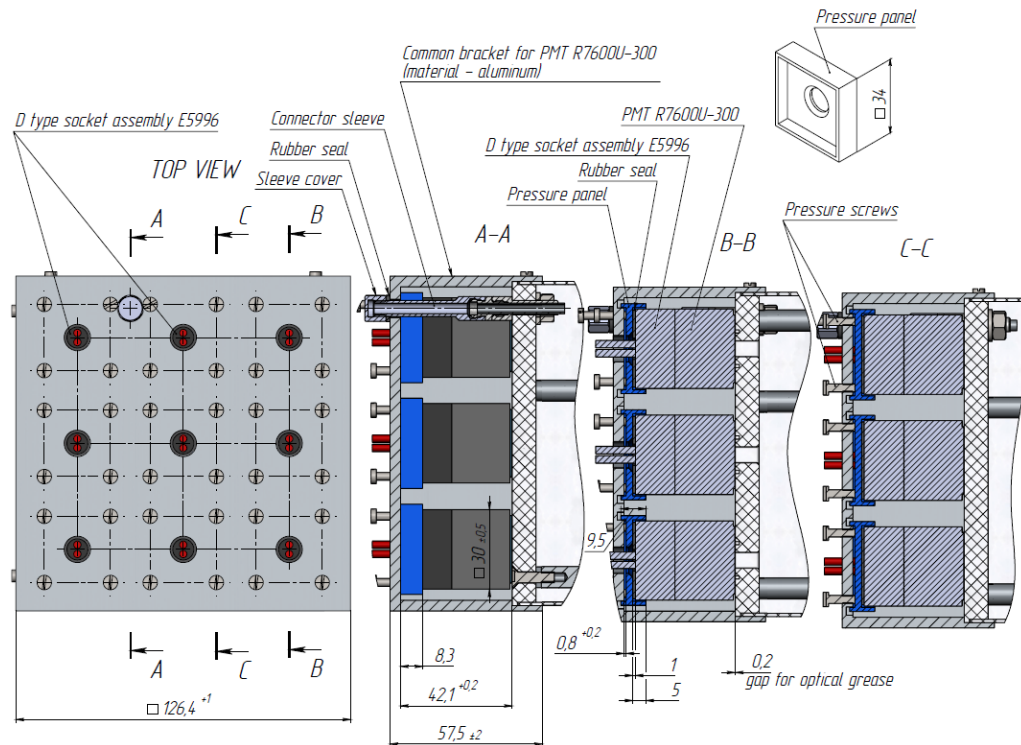 Pressure panel
□ 34
Common bracket for PMT R7600U-300
(material - aluminum)
D type socket assembly E5996
Connector sleeve
PMT R7600U-300
TOP VIEW
Rubber seal
D type socket assembly E5996
Sleeve cover
Rubber seal
Pressure panel
Pressure screws
A
C
B
A-A
B-B
C-C
□ 30 ±0,5
9,5
A
C
B
8,3
0,8 +0,2
1
0,2
gap for optical grease
42,1 +0,2
5
□ 126,4 +1
57,5 ±2